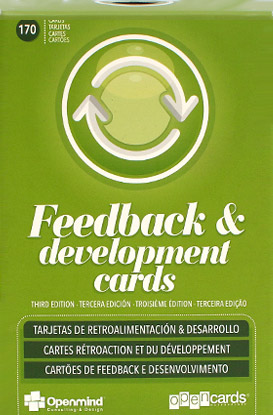 170
CARDS
TARJETAS
CARTES
CARTÕES
Feedback &
development
cards
THIRD EDITION · TERCERA EDICIÓN · TROISIÈME ÉDITION · TERCEIRA EDIÇÃO
TARJETAS DE RETROALIMENTACIÓN & DESARROLLO
CARTES RÉTROACTION ET DU DÉVELOPPEMENT
CARTÕES DE FEEDBACK E DESENVOLVIMENTO
Openmind
Consulting & Design
opencards